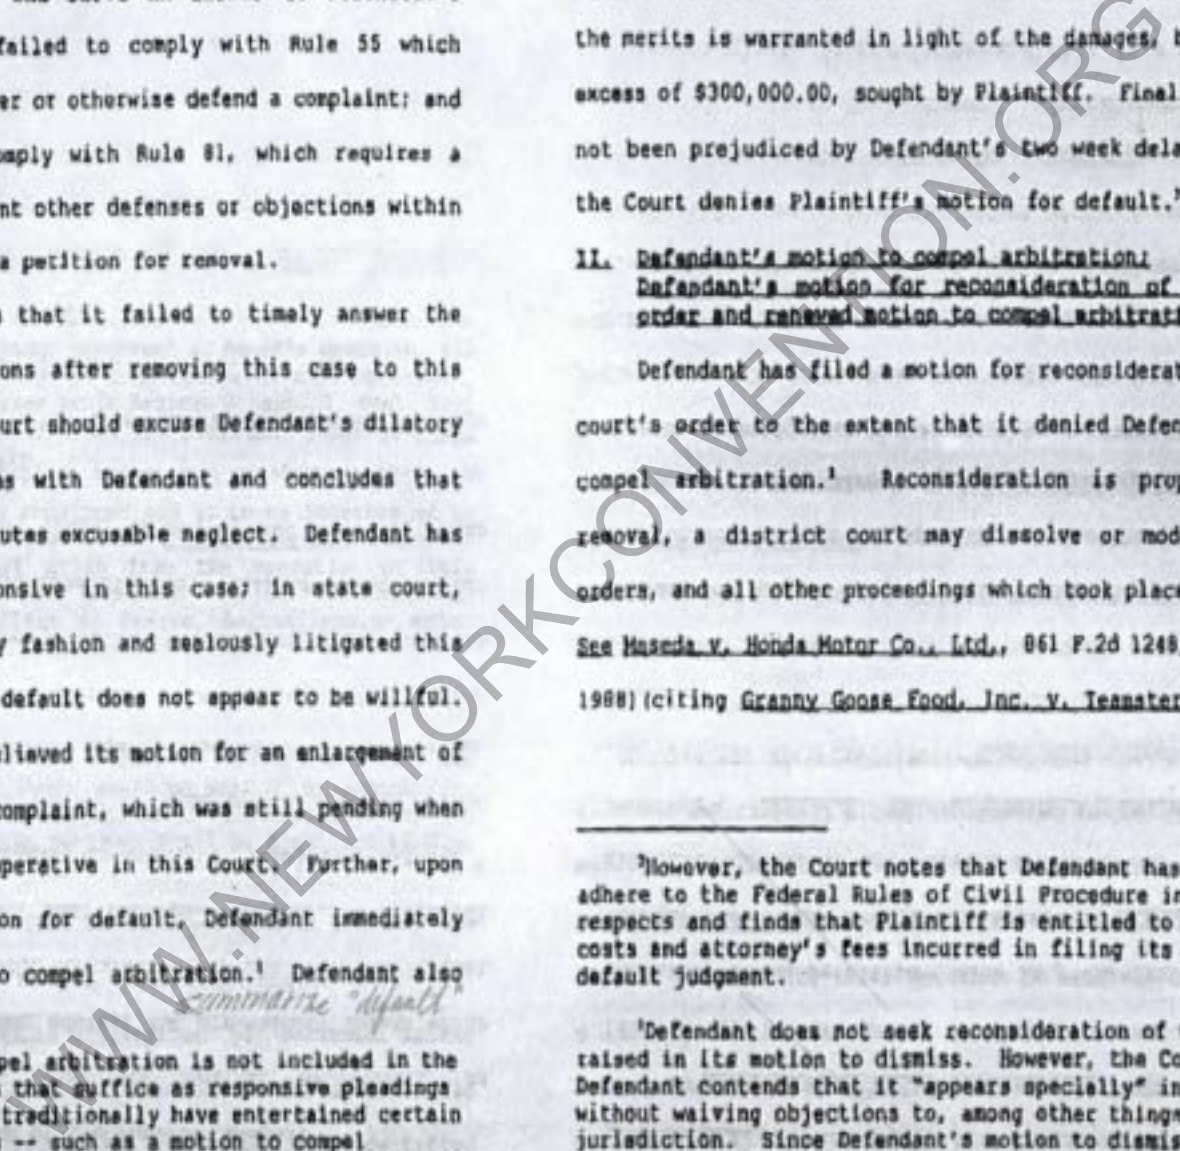 failed to comply with Rule 55 which
er or otherwise defend a complaint; and
omply with Rule 81, which requires a
nt other defenses or objections within
a petition for removal.
s that it failed to timely answer the
ons after removing this case to this
urt should excuse Defendant's dilatory
es with Defendant and concludes that
utes excusable neglect. Defendant has
onsive in this case; in state court,
y fashion and zealously litigated this
default does not appear to be willful.
elieved its motion for an enlargement of
complaint, which was still pending when
perative in this Court. Further, upon
on for default, Defendant immediately
o compel arbitration.⁴ Defendant also
summarize "default"
pel arbitration is not included in the
s that suffice as responsive pleadings
traditionally have entertained certain
-- such as a motion to compel
the merits is warranted in light of the damages, b
excess of $300,000.00, sought by Plaintiff. Final
not been prejudiced by Defendant's two week dela
the Court denies Plaintiff's motion for default.
II. Defendant's motion to compel arbitration;
Defendant's motion for reconsideration of
order and renewed motion to compel arbitrati
Defendant has filed a motion for reconsiderat
court's order to the extent that it denied Defen
compel arbitration. Reconsideration is prop
removal, a district court may dissolve or mod
orders, and all other proceedings which took place
See Maseda v. Honda Motor Co., Ltd., 861 F.2d 1248,
1988)(citing Granny Goose Food, Inc. v. Teamster
However, the Court notes that Defendant has
adhere to the Federal Rules of Civil Procedure in
respects and finds that Plaintiff is entitled to
costs and attorney's fees incurred in filing its
default judgment.
Defendant does not seek reconsideration of
raised in its motion to dismiss. However, the Co
Defendant contends that it "appears specially" in
without waiving objections to, among other things
jurisdiction. Since Defendant's motion to dismis
WWW.NEWYORKCONVENTION.ORG